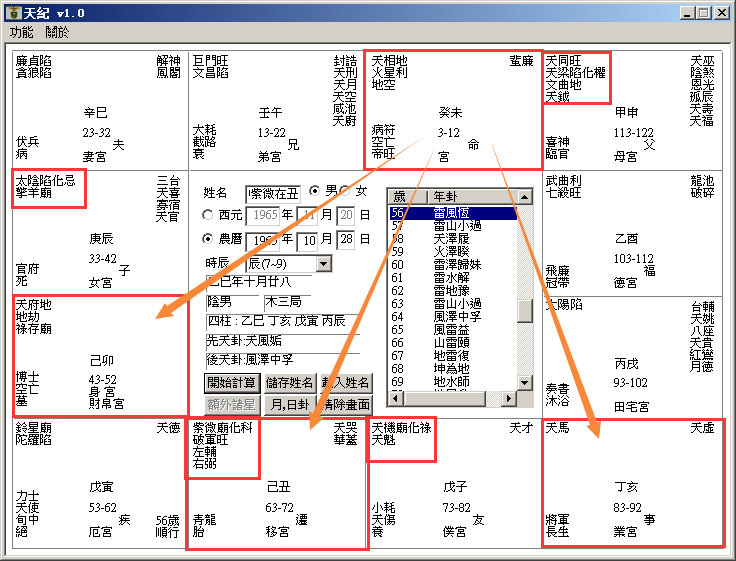 天紀 v1.0
功能 關於
廉貞陷
貪狼陷
解神
鳳閣
辛巳
伏兵
病
23-32
夫
妻宮
巨門旺
文昌陷
封誥
天刑
天月
天空
咸池
天廚
壬午
大耗
截路
衰
13-22
兄
弟宮
天相地
火星利
地空
蜚廉
癸未
病符
空亡
帝旺
3-12
命
宮
天同旺
天梁陷化權
文曲地
天鉞
天巫
陰煞
恩光
孤辰
天壽
天福
甲申
喜神
臨官
113-122
父
母宮
太陰陷化忌
擎羊廟
三台
天喜
寡宿
天官
庚辰
官府
死
33-42
子
女宮
姓名 紫微在丑 男 女
西元 1965 年 11 月 20 日
農曆 1965 年 10 月 28 日
時辰 辰(7~9)
乙巳年十月廿八
陰男 木三局
四柱 : 乙巳 丁亥 戊寅 丙辰
先天卦:天風姤
後天卦:風澤中孚
開始計算 儲存姓名 載入姓名
額外諸星 月,日卦 清除畫面
歲 年卦
56 雷風恆
57 雷山小過
58 天澤履
59 火澤睽
60 雷澤歸妹
61 雷水解
62 雷地豫
63 雷山小過
64 風澤中孚
65 風雷益
66 山雷頤
67 地雷復
68 坤為地
69 地水師
武曲利
七殺旺
龍池
破碎
乙酉
飛廉
冠帶
103-112
福
德宮
天府地
地劫
祿存廟
己卯
博士
空亡
墓
43-52
身 宮
財帛宮
太陽陷
台輔
天姚
八座
天貴
紅鸞
月德
丙戌
奏書
沐浴
93-102
田宅宮
鈴星廟
陀羅陷
天德
戊寅
力士
天使
旬中
絕
53-62
疾
厄宮
56歲
順行
紫微廟化科
破軍旺
左輔
右弼
天哭
華蓋
己丑
青龍
胎
63-72
遷
移宮
天機廟化祿
天魁
天才
戊子
小耗
天傷
養
73-82
友
僕宮
天馬
天虛
丁亥
將軍
長生
83-92
事
業宮